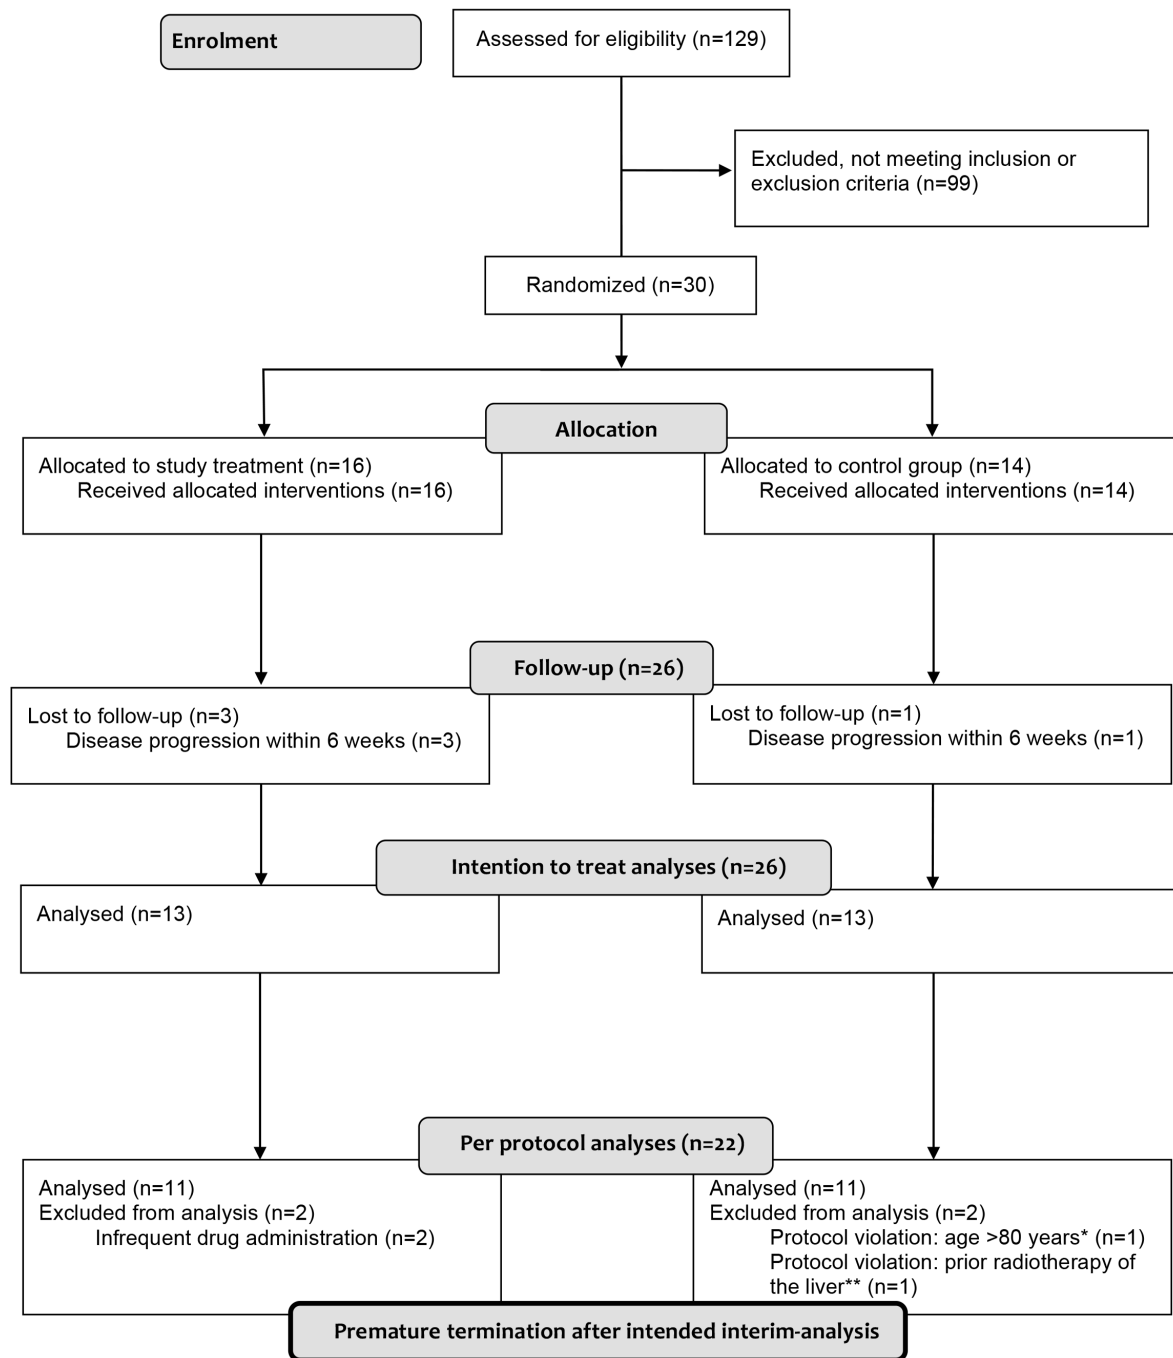 Enrolment
Assessed for eligibility (n=129)
Excluded, not meeting inclusion or
exclusion criteria (n=99)
Randomized (n=30)
Allocation
Allocated to study treatment (n=16)
Received allocated interventions (n=16)
Allocated to control group (n=14)
Received allocated interventions (n=14)
Follow-up (n=26)
Lost to follow-up (n=3)
Disease progression within 6 weeks (n=3)
Lost to follow-up (n=1)
Disease progression within 6 weeks (n=1)
Intention to treat analyses (n=26)
Analysed (n=13)
Analysed (n=13)
Per protocol analyses (n=22)
Analysed (n=11)
Excluded from analysis (n=2)
Infrequent drug administration (n=2)
Analysed (n=11)
Excluded from analysis (n=2)
Protocol violation: age >80 years* (n=1)
Protocol violation: prior radiotherapy of
the liver** (n=1)
Premature termination after intended interim-analysis